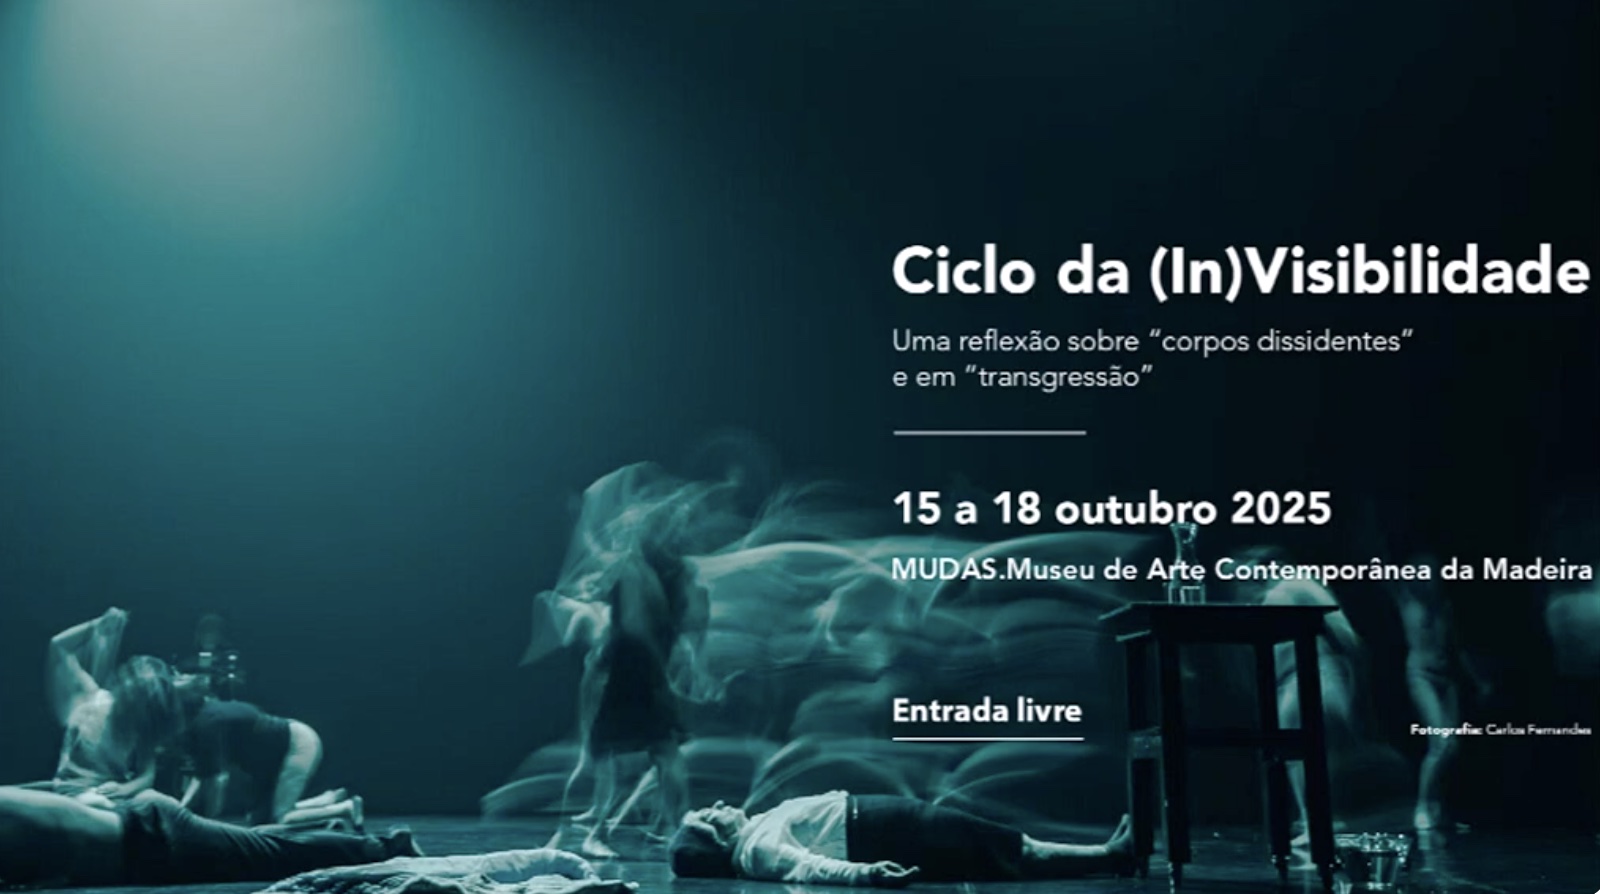 Ciclo da (In)Visibilidade
Uma reflexão sobre “corpos dissidentes”
e em “transgressão”
15 a 18 outubro 2025
MUDAS.Museu de Arte Contemporânea da Madeira
Entrada livre
Fotografia: Carlos Fernandes